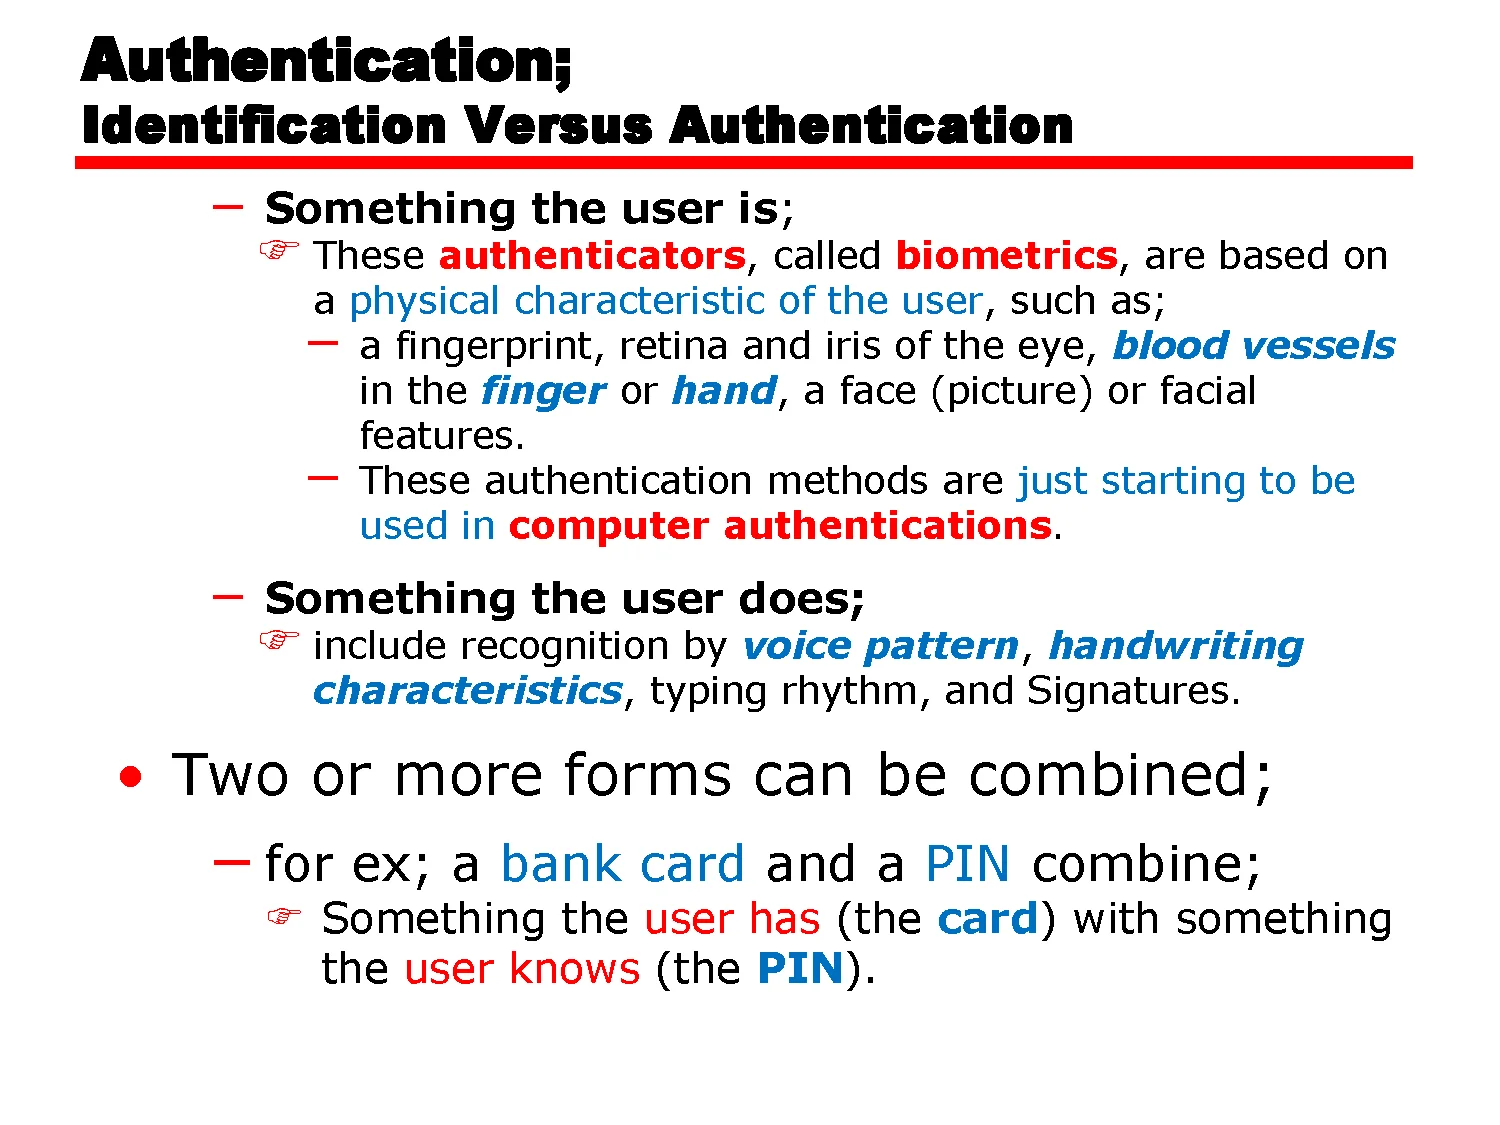 Authentication;
Identification Versus Authentication
– Something the user is;
☞ These authenticators, called biometrics, are based on
a physical characteristic of the user, such as;
– a fingerprint, retina and iris of the eye, blood vessels
in the finger or hand, a face (picture) or facial
features.
– These authentication methods are just starting to be
used in computer authentications.
– Something the user does;
☞ include recognition by voice pattern, handwriting
characteristics, typing rhythm, and Signatures.
• Two or more forms can be combined;
– for ex; a bank card and a PIN combine;
☞ Something the user has (the card) with something
the user knows (the PIN).